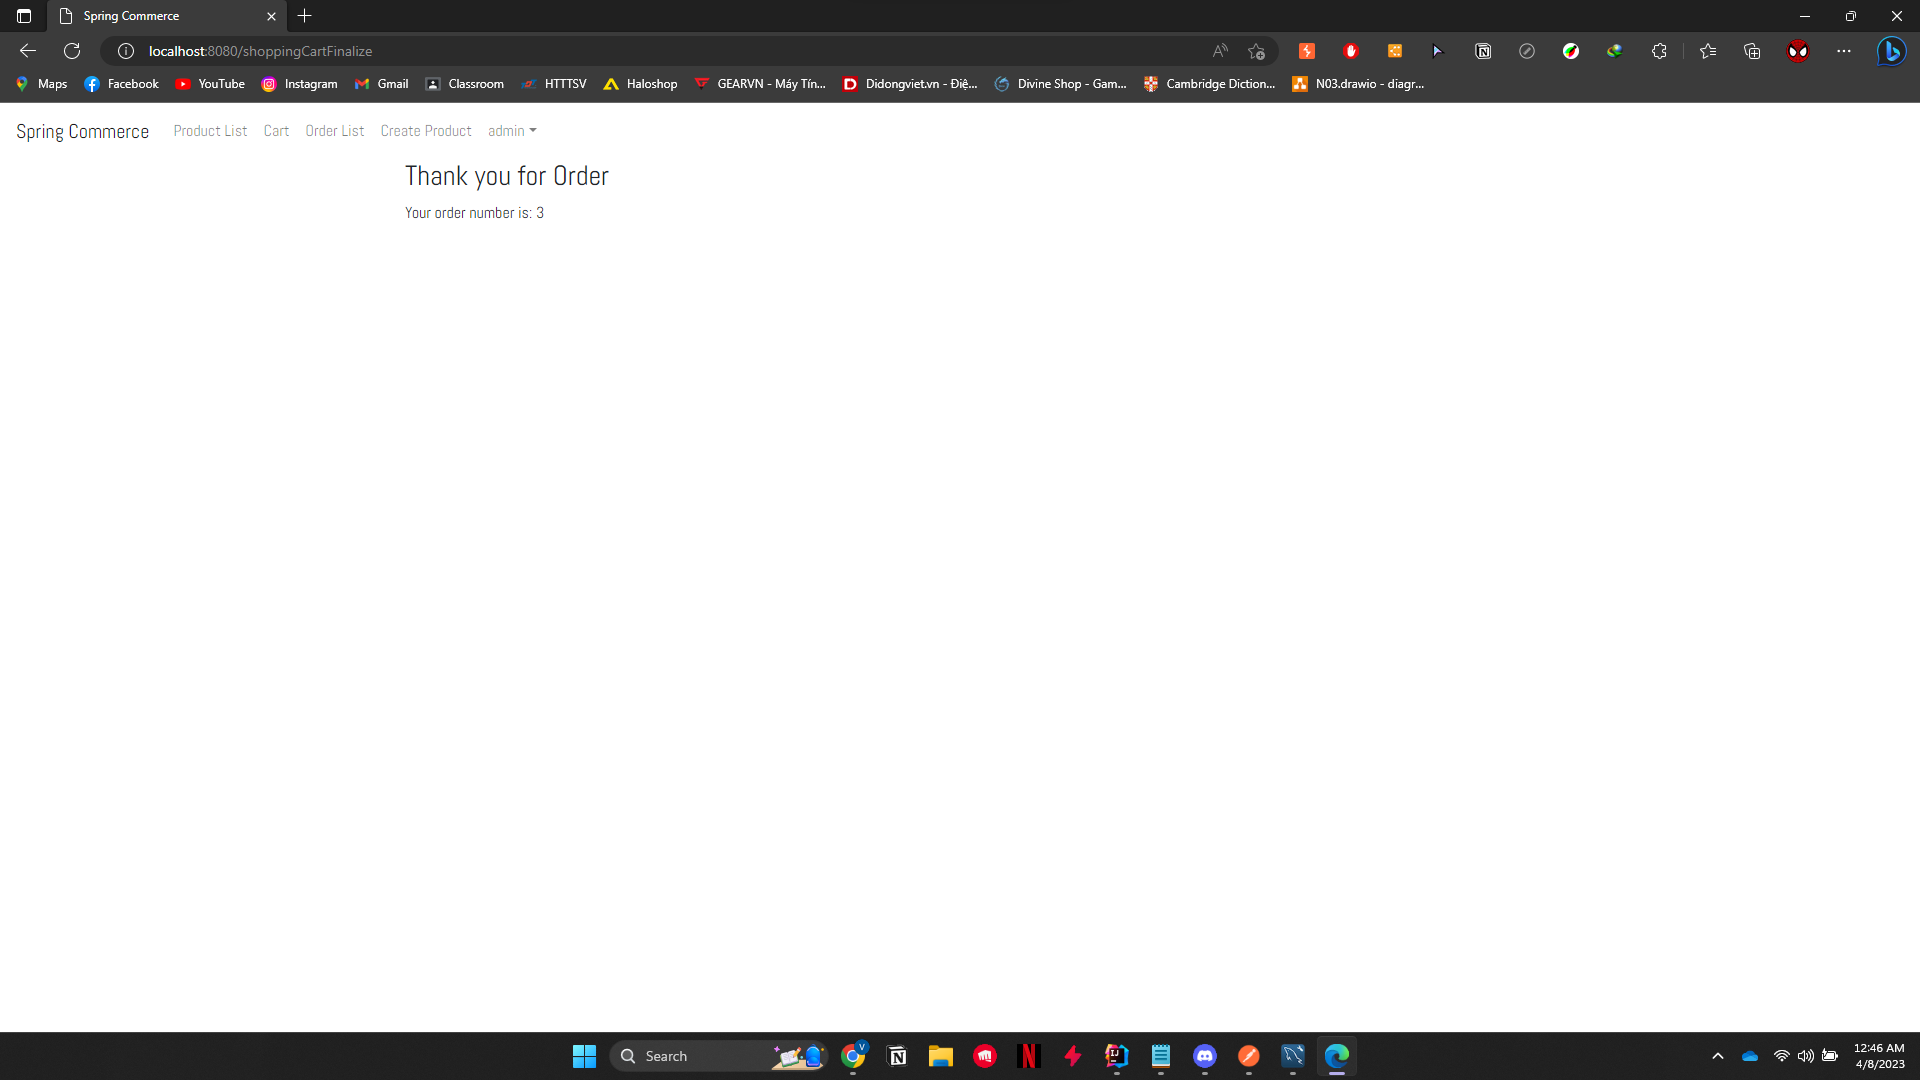 Spring Commerce
localhost:8080/shoppingCartFinalize
Maps Facebook YouTube Instagram Gmail Classroom HTTTSV Haloshop GEARVN - Máy Tín... Didongviet.vn - Điệ... Divine Shop - Gam... Cambridge Diction... N03.drawio - diagr...
Spring Commerce Product List Cart Order List Create Product admin
Thank you for Order
Your order number is: 3
Search
12:46 AM
4/8/2023